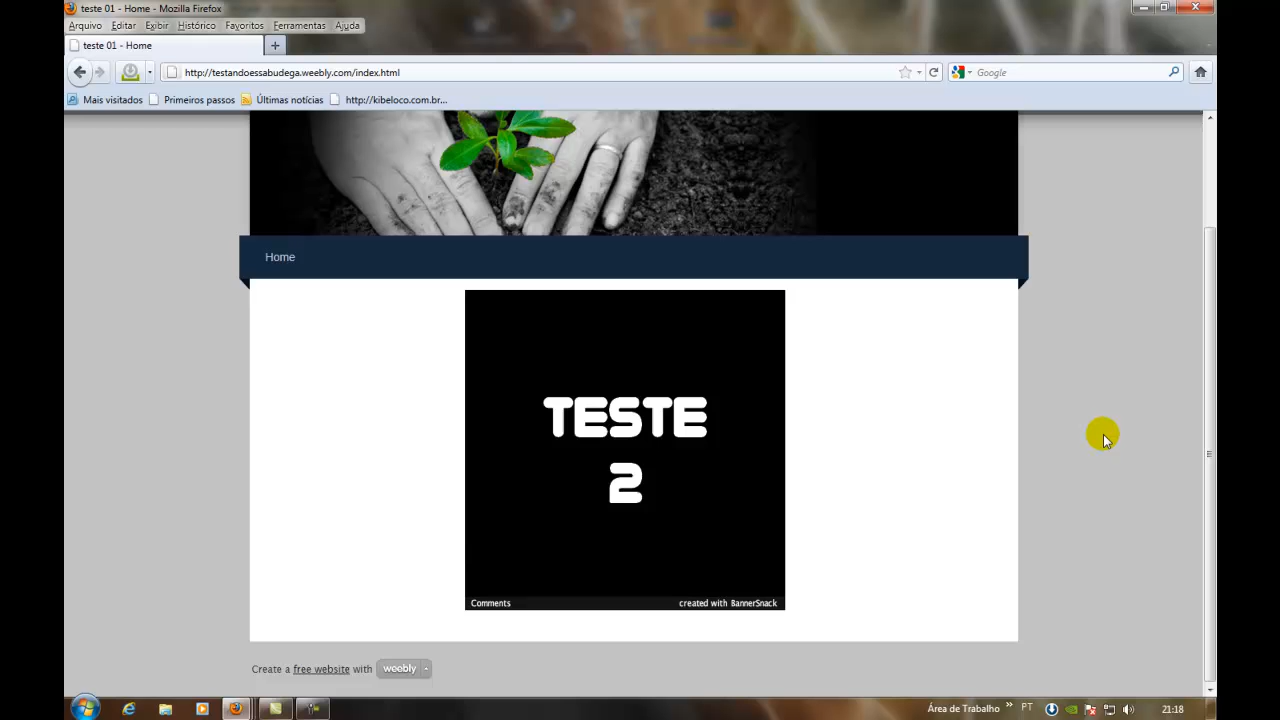 teste 01 - Home - Mozilla Firefox
Arquivo Editar Exibir Histórico Favoritos Ferramentas Ajuda
teste 01 - Home +
http://testandoessabudega.weebly.com/index.html Google
Mais visitados Primeiros passos Últimas notícias http://kibeloco.com.br...
Home
TESTE
2
Comments created with BannerSnack
Create a free website with weebly
Área de Trabalho » PT 21:18